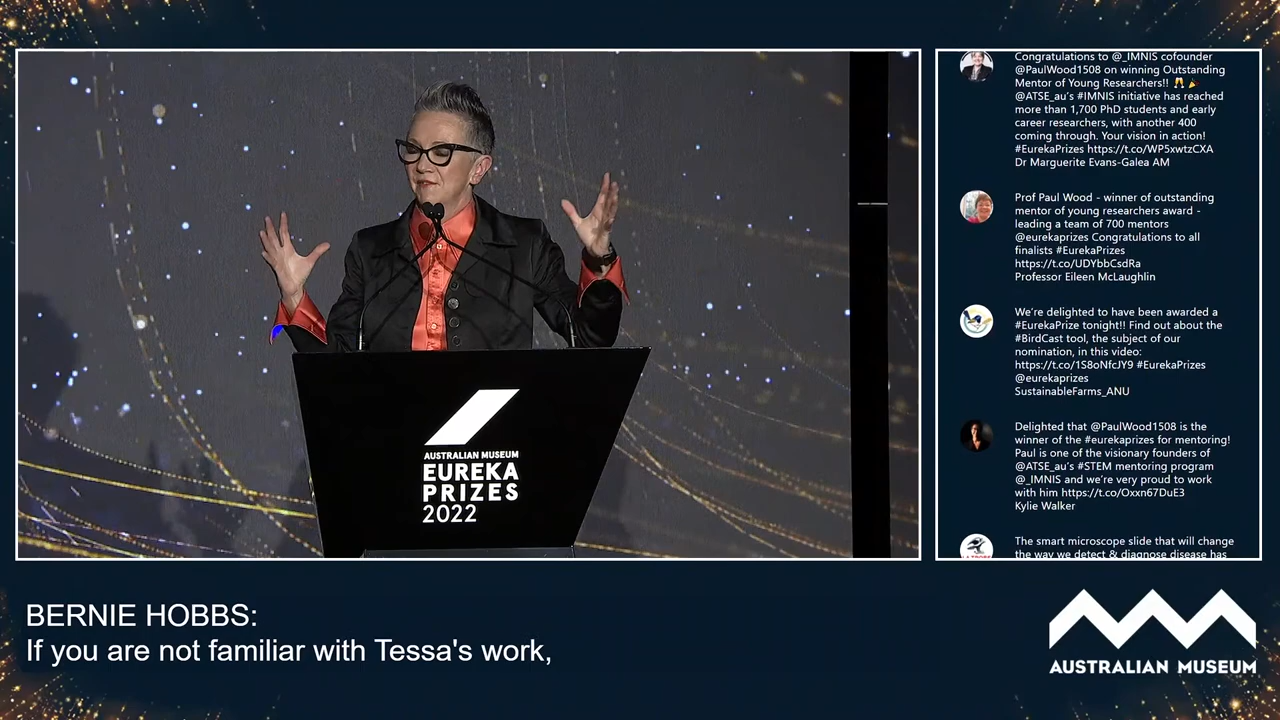 AUSTRALIAN MUSEUM
EUREKA
PRIZES
2022
Congratulations to @_IMNIS cofounder
@PaulWood1508 on winning Outstanding
Mentor of Young Researchers!! 🥂 🎉
@ATSE_au's #IMNIS initiative has reached
more than 1,700 PhD students and early
career researchers, with another 400
coming through. Your vision in action!
#EurekaPrizes https://t.co/WP5xwtzCXA
Dr Marguerite Evans-Galea AM
Prof Paul Wood - winner of outstanding
mentor of young researchers award -
leading a team of 700 mentors
@eurekaprizes Congratulations to all
finalists #EurekaPrizes
https://t.co/UDYbbCsdRa
Professor Eileen McLaughlin
We're delighted to have been awarded a
#EurekaPrize tonight!! Find out about the
#BirdCast tool, the subject of our
nomination, in this video:
https://t.co/1S8oNfcJY9 #EurekaPrizes
@eurekaprizes
SustainableFarms_ANU
Delighted that @PaulWood1508 is the
winner of the #eurekaprizes for mentoring!
Paul is one of the visionary founders of
@ATSE_au's #STEM mentoring program
@_IMNIS and we're very proud to work
with him https://t.co/Oxxn67DuE3
Kylie Walker
The smart microscope slide that will change
the way we detect & diagnose disease has
BERNIE HOBBS:
If you are not familiar with Tessa's work,
AUSTRALIAN MUSEUM